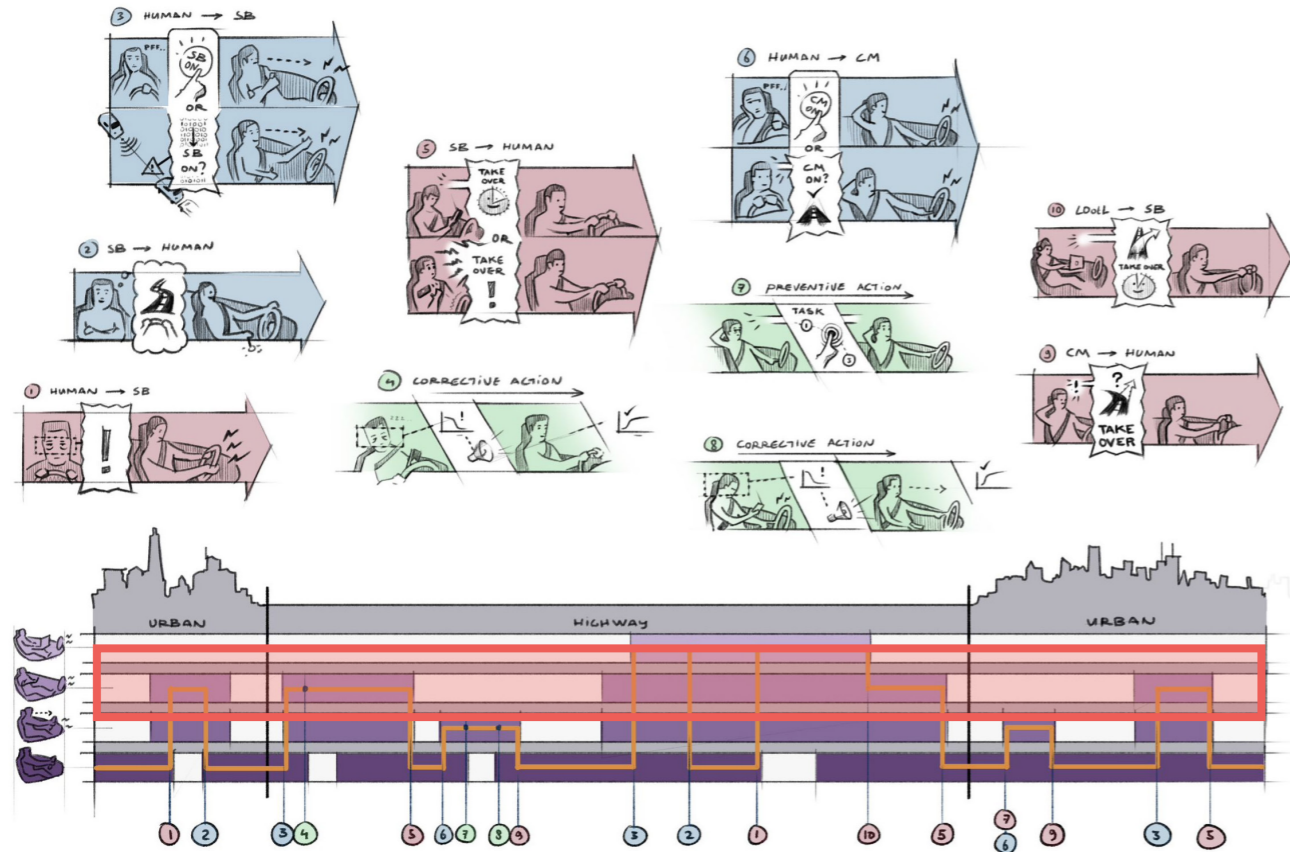 3 HUMAN → SB
PFF..
SB
ON
OR
SB
ON?
2 SB → HUMAN
1 HUMAN → SB
!
5 SB → HUMAN
TAKE
OVER
OR
TAKE
OVER
!
4 CORRECTIVE ACTION
!
6 HUMAN → CM
PFF..
CM
ON
OR
CM
ON?
7 PREVENTIVE ACTION
TASK
1
2
8 CORRECTIVE ACTION
!
10 LDOLL → SB
TAKE OVER
9 CM → HUMAN
!
?
TAKE
OVER
URBAN
HIGHWAY
URBAN
1 2 3 4 5 6 7 8 9 3 2 1 10 5 7 9 3 5
6